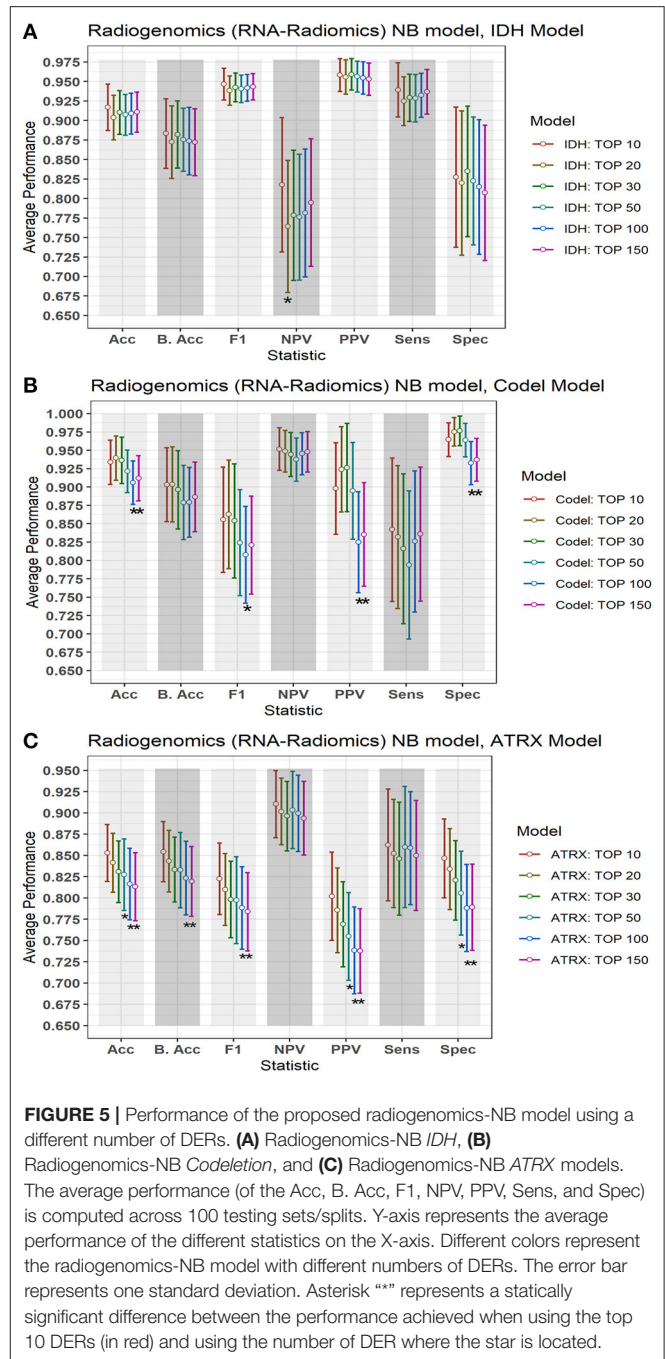 A
Radiogenomics (RNA-Radiomics) NB model, IDH Model
Average Performance
0.975
0.950
0.925
0.900
0.875
0.850
0.825
0.800
0.775
0.750
0.725
0.700
0.675
0.650
*
Acc B. Acc F1 NPV PPV Sens Spec
Statistic
Model
IDH: TOP 10
IDH: TOP 20
IDH: TOP 30
IDH: TOP 50
IDH: TOP 100
IDH: TOP 150
B
Radiogenomics (RNA-Radiomics) NB model, Codel Model
Average Performance
1.000
0.975
0.950
0.925
0.900
0.875
0.850
0.825
0.800
0.775
0.750
0.725
0.700
0.675
0.650
** * ** **
Acc B. Acc F1 NPV PPV Sens Spec
Statistic
Model
Codel: TOP 10
Codel: TOP 20
Codel: TOP 30
Codel: TOP 50
Codel: TOP 100
Codel: TOP 150
C
Radiogenomics (RNA-Radiomics) NB model, ATRX Model
Average Performance
0.950
0.925
0.900
0.875
0.850
0.825
0.800
0.775
0.750
0.725
0.700
0.675
0.650
* ** ** ** * ** * **
Acc B. Acc F1 NPV PPV Sens Spec
Statistic
Model
ATRX: TOP 10
ATRX: TOP 20
ATRX: TOP 30
ATRX: TOP 50
ATRX: TOP 100
ATRX: TOP 150
FIGURE 5 | Performance of the proposed radiogenomics-NB model using a
different number of DERs. (A) Radiogenomics-NB IDH, (B)
Radiogenomics-NB Codeletion, and (C) Radiogenomics-NB ATRX models.
The average performance (of the Acc, B. Acc, F1, NPV, PPV, Sens, and Spec)
is computed across 100 testing sets/splits. Y-axis represents the average
performance of the different statistics on the X-axis. Different colors represent
the radiogenomics-NB model with different numbers of DERs. The error bar
represents one standard deviation. Asterisk “*” represents a statically
significant difference between the performance achieved when using the top
10 DERs (in red) and using the number of DER where the star is located.